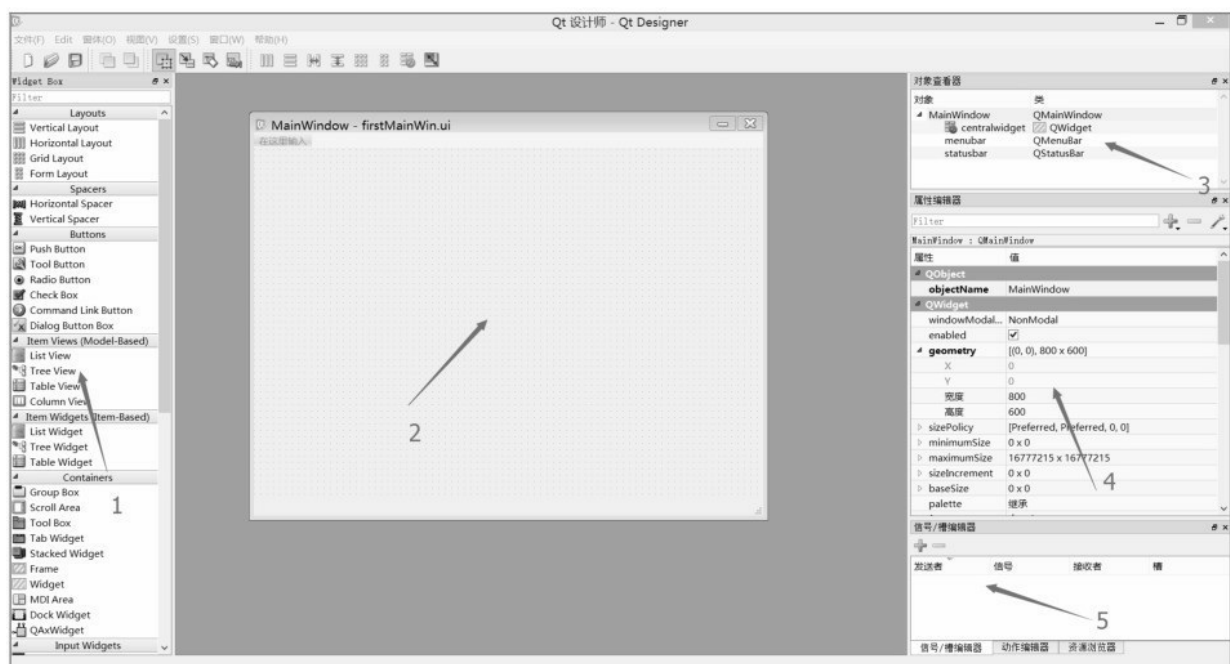 Qt 设计师 - Qt Designer
文件(F) Edit 窗体(O) 视图(V) 设置(S) 窗口(W) 帮助(H)
Widget Box
Filter
Layouts
Vertical Layout
Horizontal Layout
Grid Layout
Form Layout
Spacers
Horizontal Spacer
Vertical Spacer
Buttons
Push Button
Tool Button
Radio Button
Check Box
Command Link Button
Dialog Button Box
Item Views (Model-Based)
List View
Tree View
Table View
Column View
Item Widgets (Item-Based)
List Widget
Tree Widget
Table Widget
Containers
Group Box
Scroll Area
Tool Box
Tab Widget
Stacked Widget
Frame
Widget
MDI Area
Dock Widget
QAxWidget
Input Widgets
1
MainWindow - firstMainWin.ui
在这里输入
2
对象查看器
对象 类
MainWindow QMainWindow
centralwidget QWidget
menubar QMenuBar
statusbar QStatusBar
3
属性编辑器
Filter
MainWindow : QMainWindow
属性 值
QObject
objectName MainWindow
QWidget
windowModal... NonModal
enabled
geometry [(0, 0), 800 x 600]
X 0
Y 0
宽度 800
高度 600
sizePolicy [Preferred, Preferred, 0, 0]
minimumSize 0 x 0
maximumSize 16777215 x 16777215
sizeIncrement 0 x 0
baseSize 0 x 0
palette 继承
4
信号/槽编辑器
发送者 信号 接收者 槽
5
信号/槽编辑器 动作编辑器 资源浏览器